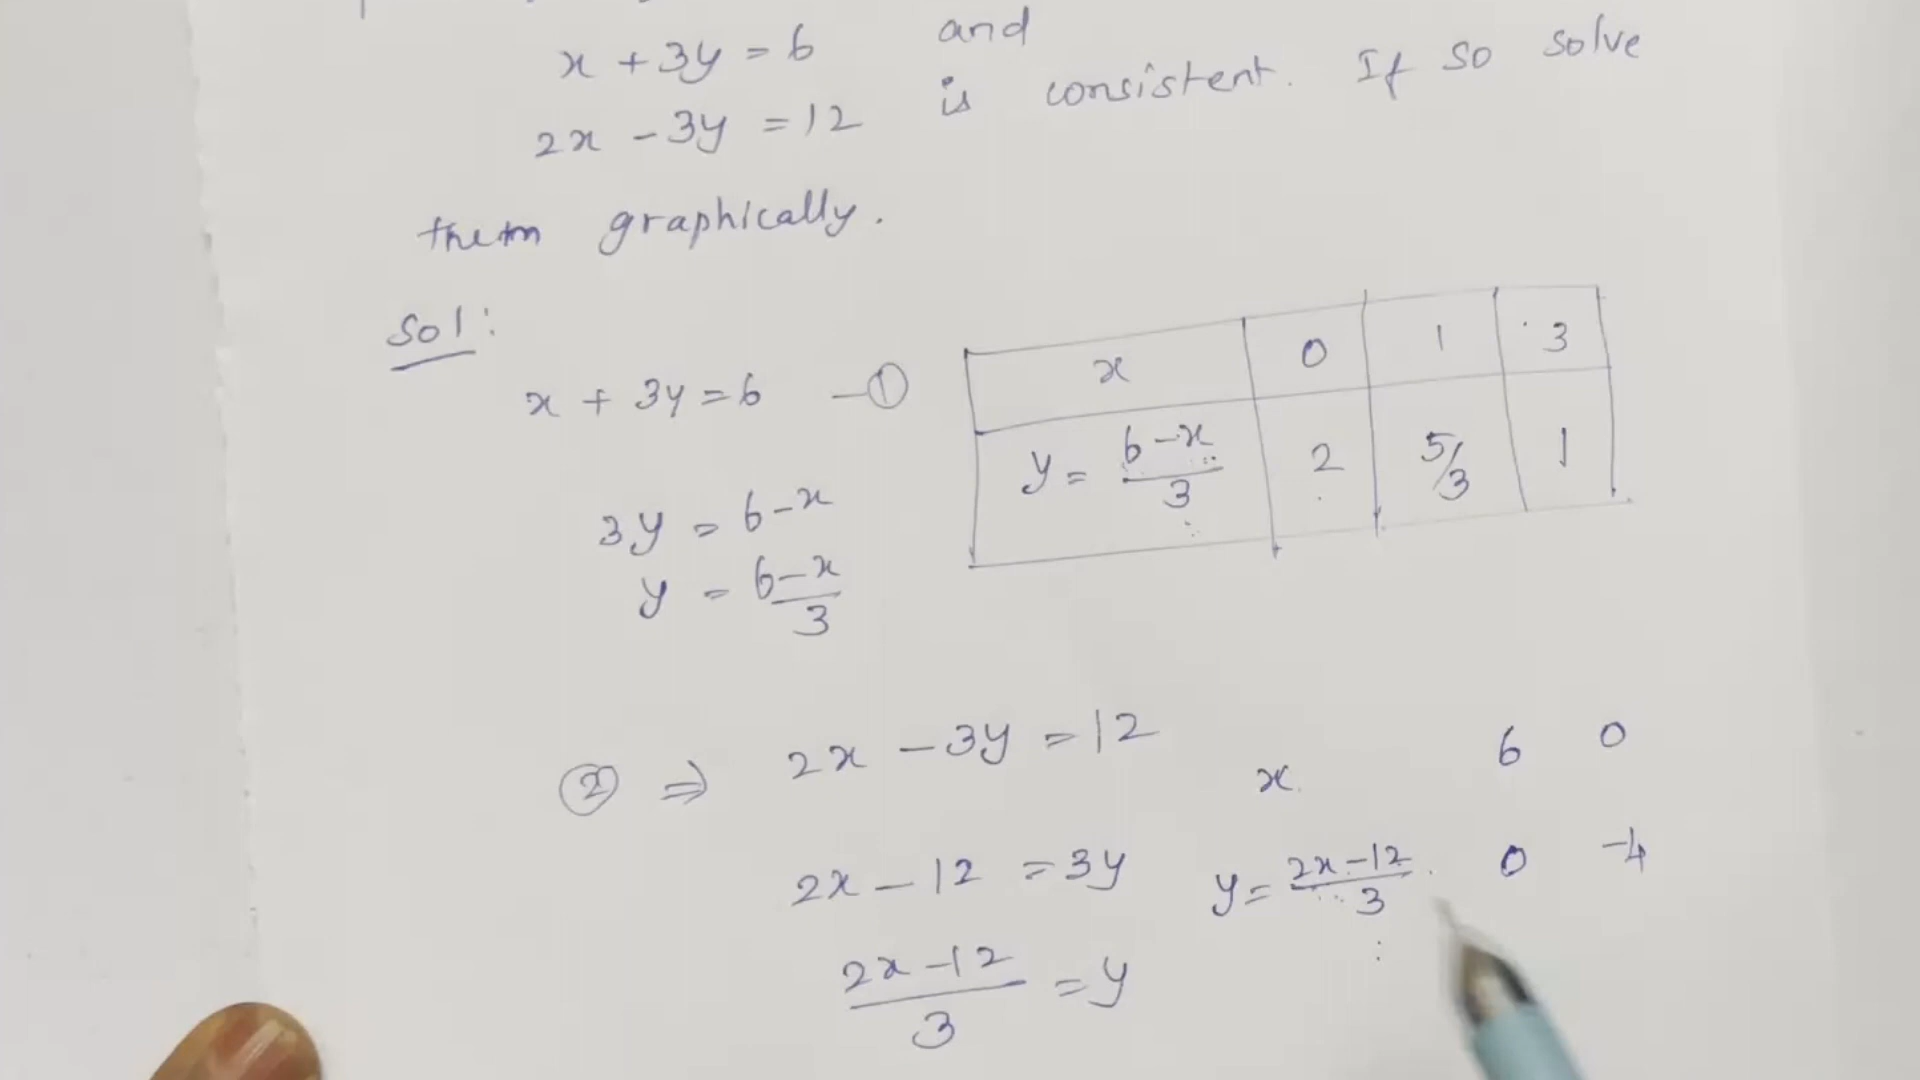 x + 3y = 6 and
2x - 3y = 12 is consistent. If so solve
them graphically.
Sol:
x + 3y = 6 — ①
x 0 1 3
y = 6-x/3 2 5/3 1
3y = 6-x
y = 6-x/3
② ⇒ 2x - 3y = 12
x 6 0
2x - 12 = 3y
y = 2x-12/3 0 -4
2x-12/3 = y